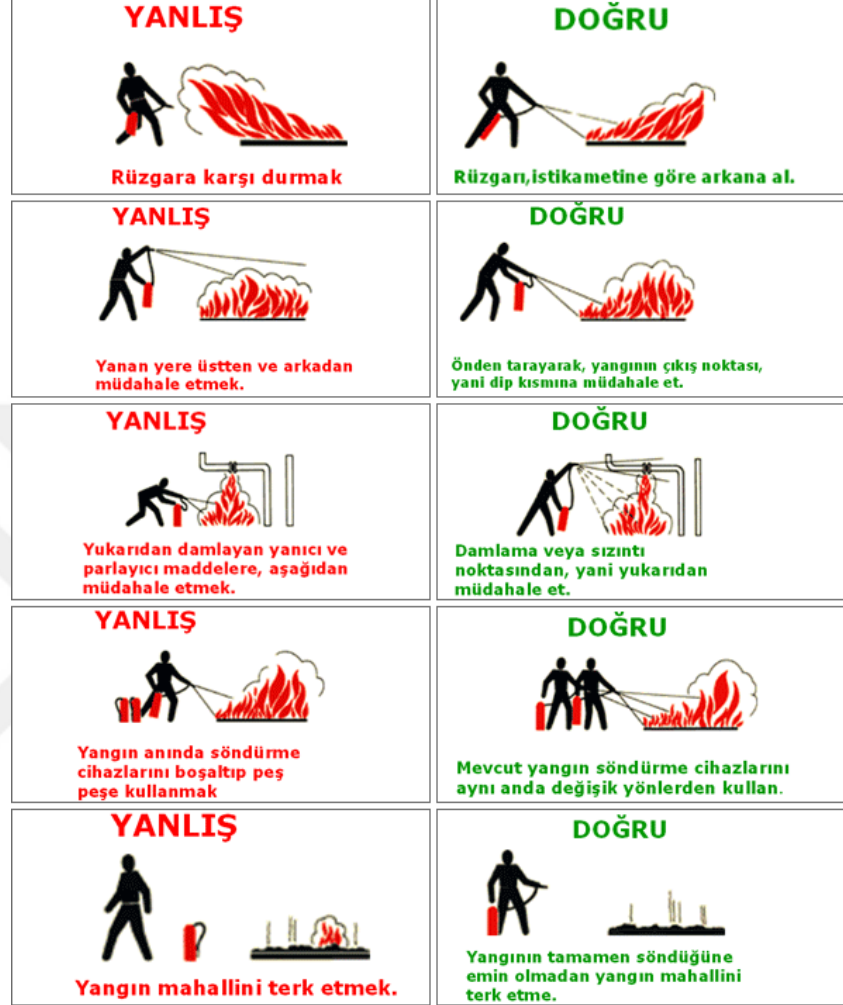 YANLIŞ
Rüzgara karşı durmak
DOĞRU
Rüzgarı,istikametine göre arkana al.
YANLIŞ
Yanan yere üstten ve arkadan
müdahale etmek.
DOĞRU
Önden tarayarak, yangının çıkış noktası,
yani dip kısmına müdahale et.
YANLIŞ
Yukarıdan damlayan yanıcı ve
parlayıcı maddelere, aşağıdan
müdahale etmek.
DOĞRU
Damlama veya sızıntı
noktasından, yani yukarıdan
müdahale et.
YANLIŞ
Yangın anında söndürme
cihazlarını boşaltıp peş
peşe kullanmak
DOĞRU
Mevcut yangın söndürme cihazlarını
aynı anda değişik yönlerden kullan.
YANLIŞ
Yangın mahallini terk etmek.
DOĞRU
Yangının tamamen söndüğüne
emin olmadan yangın mahallini
terk etme.